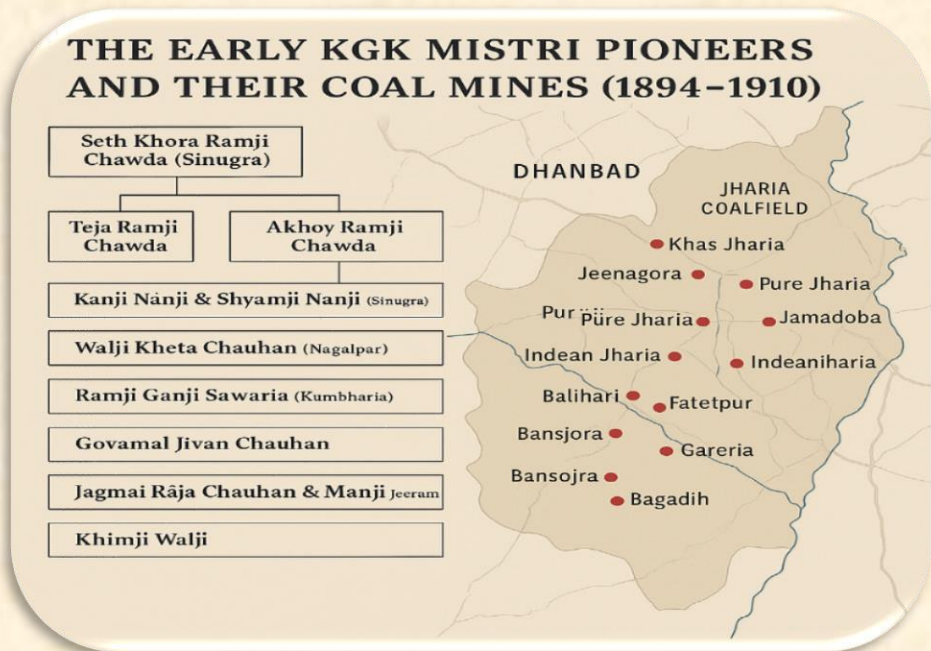 THE EARLY KGK MISTRI PIONEERS
AND THEIR COAL MINES (1894–1910)
Seth Khora Ramji
Chawda (Sinugra)
Teja Ramji
Chawda
Akhoy Ramji
Chawda
Kanji Nánji & Shyamji Nanji (Sinugra)
Walji Kheta Chauhan (Nagalpar)
Ramji Ganji Sawaria (Kumbharia)
Govamal Jivan Chauhan
Jagmai Râja Chauhan & Manji Jeeram
Khimji Walji
DHANBAD
JHARIA
COALFIELD
Khas Jharia
Jeenagora
Pure Jharia
Pur
Püre Jharia
Jamadoba
Indean Jharia
Indeaniharia
Balihari
Fatetpur
Bansjora
Gareria
Bansojra
Bagadih